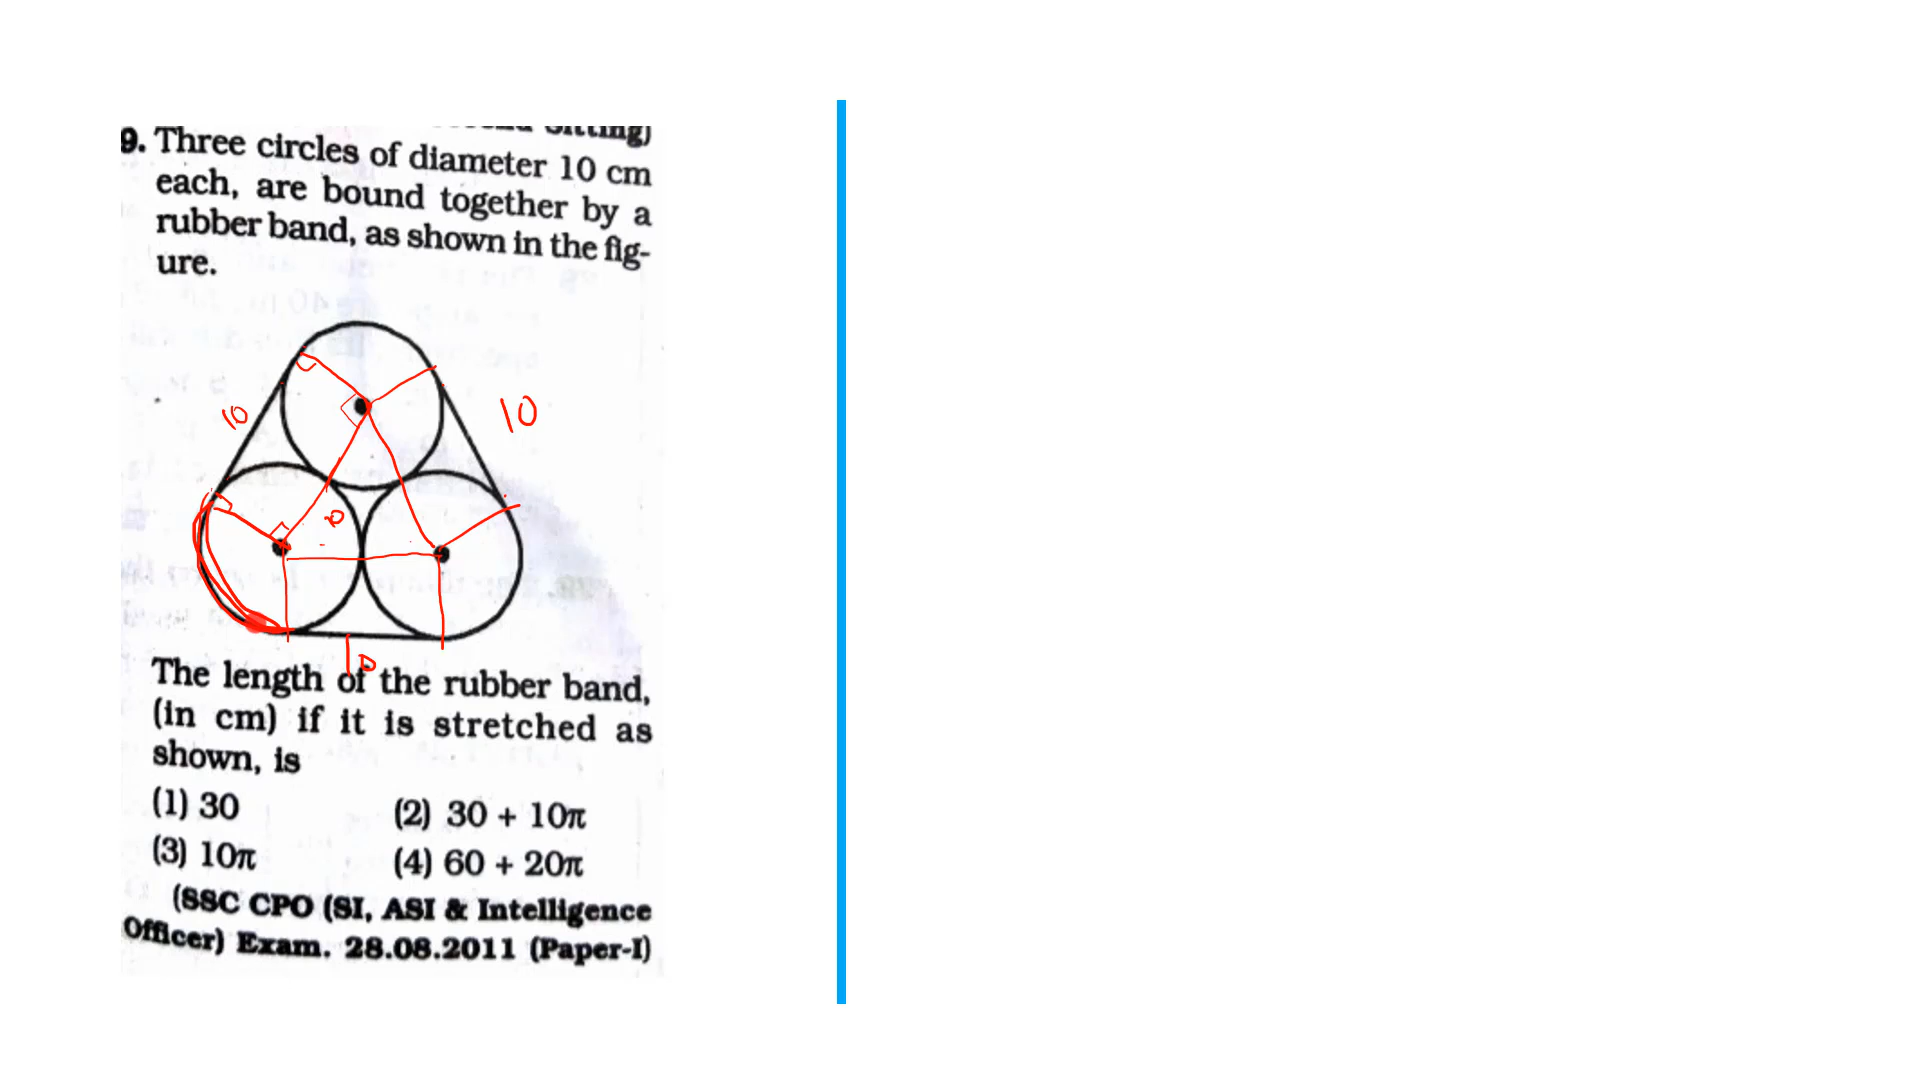 Sitting)
9. Three circles of diameter 10 cm
each, are bound together by a
rubber band, as shown in the fig-
ure.
10
10
10
10
The length of the rubber band,
(in cm) if it is stretched as
shown, is
(1) 30 (2) 30 + 10π
(3) 10π (4) 60 + 20π
(SSC CPO (SI, ASI & Intelligence
Officer) Exam. 28.08.2011 (Paper-I)